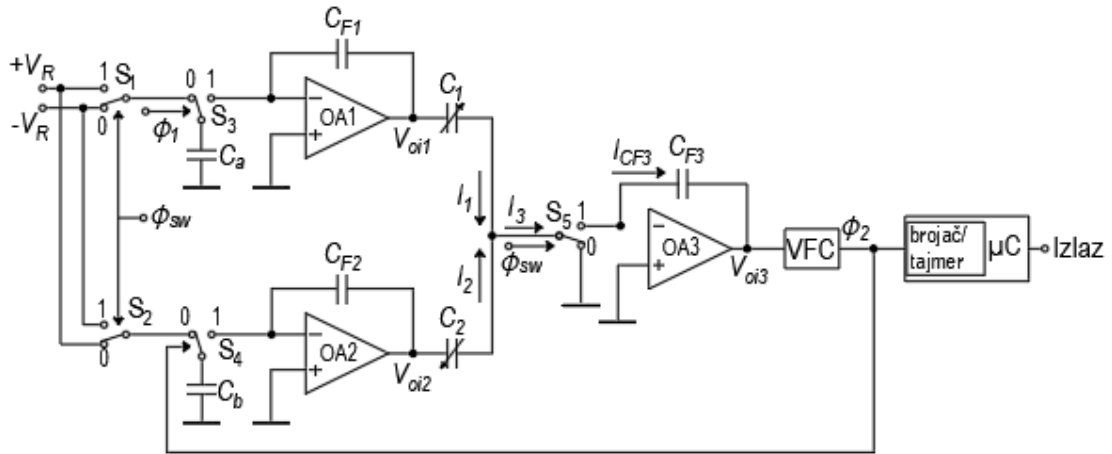 C_F1
+V_R
1 S_1 0 1
-V_R
0 ϕ_1 S_3
− OA1 +
C_1
V_oi1
C_a
ϕ_sw
I_1
I_3 S_5 1
ϕ_sw 0
I_2
I_CF3 C_F3
− OA3 +
V_oi3
VFC
ϕ_2
brojač/
tajmer
μC
Izlaz
C_F2
1 S_2 0 1
0 S_4
− OA2 +
C_2
V_oi2
C_b